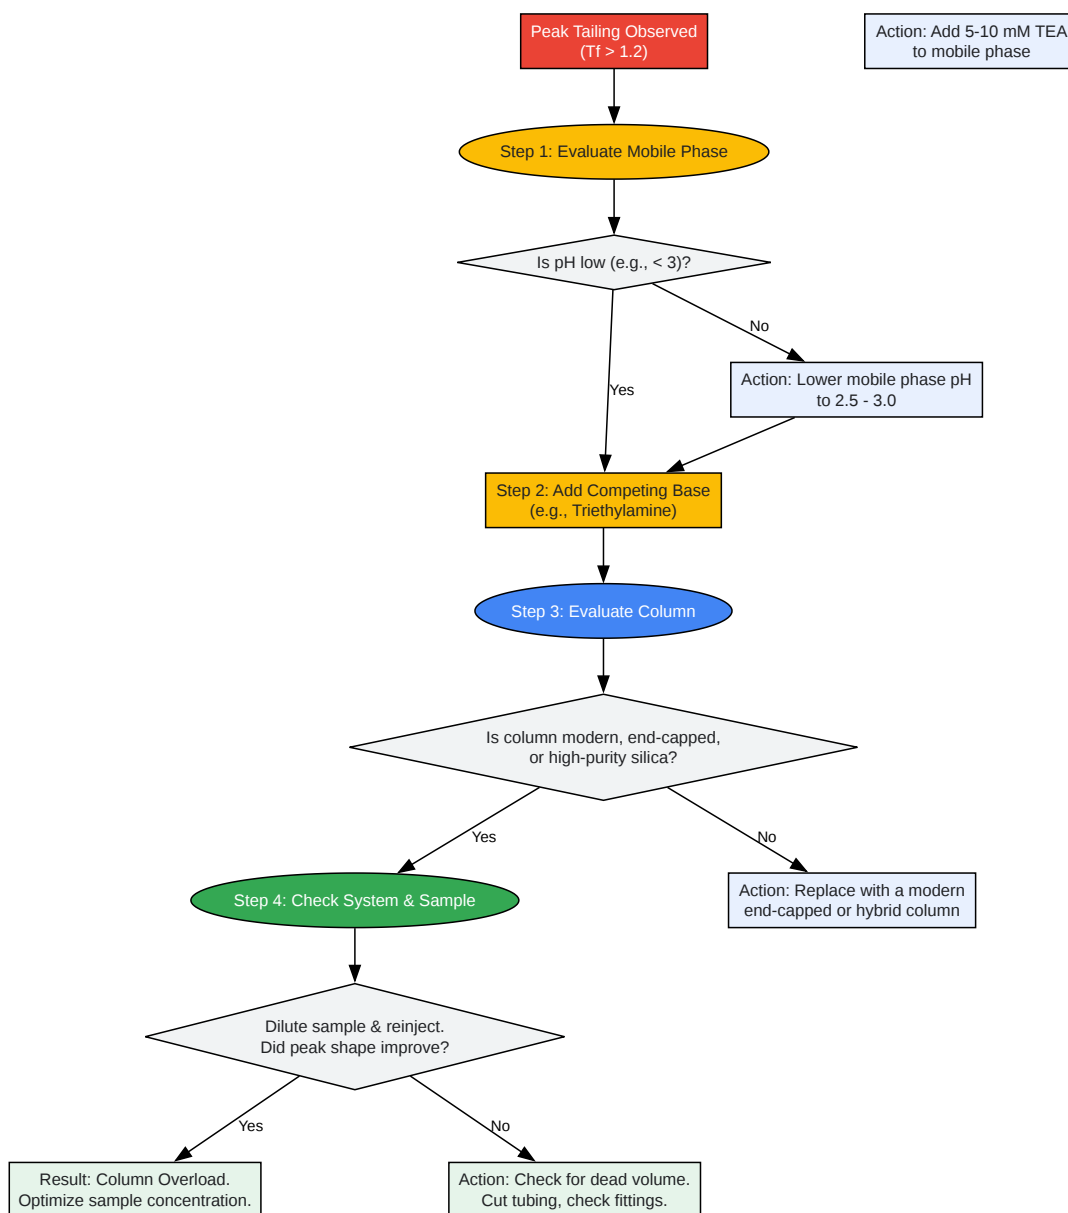 Peak Tailing Observed
(Tf > 1.2)
Action: Add 5-10 mM TEA
to mobile phase
Step 1: Evaluate Mobile Phase
Is pH low (e.g., < 3)?
No
Action: Lower mobile phase pH
to 2.5 - 3.0
Yes
Step 2: Add Competing Base
(e.g., Triethylamine)
Step 3: Evaluate Column
Is column modern, end-capped,
or high-purity silica?
Yes
No
Step 4: Check System & Sample
Action: Replace with a modern
end-capped or hybrid column
Dilute sample & reinject.
Did peak shape improve?
Yes
No
Result: Column Overload.
Optimize sample concentration.
Action: Check for dead volume.
Cut tubing, check fittings.